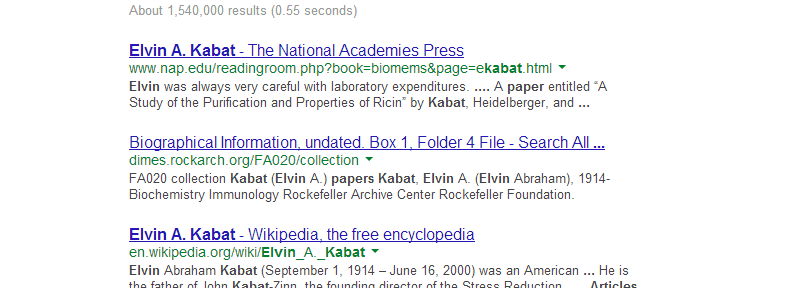 About 1,540,000 results (0.55 seconds)
Elvin A. Kabat - The National Academies Press
www.nap.edu/readingroom.php?book=biomems&page=ekabat.html
Elvin was always very careful with laboratory expenditures. .... A paper entitled “A
Study of the Purification and Properties of Ricin” by Kabat, Heidelberger, and ...
Biographical Information, undated. Box 1, Folder 4 File - Search All ...
dimes.rockarch.org/FA020/collection
FA020 collection Kabat (Elvin A.) papers Kabat, Elvin A. (Elvin Abraham), 1914-
Biochemistry Immunology Rockefeller Archive Center Rockefeller Foundation.
Elvin A. Kabat - Wikipedia, the free encyclopedia
en.wikipedia.org/wiki/Elvin_A._Kabat
Elvin Abraham Kabat (September 1, 1914 – June 16, 2000) was an American ... He is
the father of John Kabat-Zinn, the founding director of the Stress Reduction ..... Articles